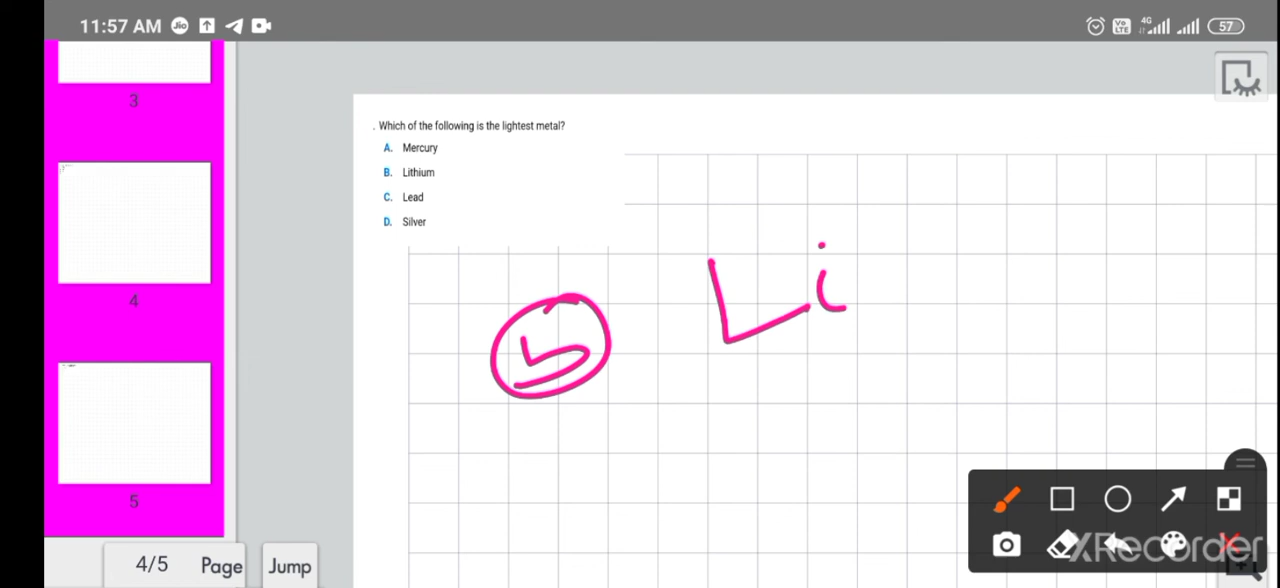 11:57 AM 4G 57
3
. Which of the following is the lightest metal?
A. Mercury
B. Lithium
C. Lead
D. Silver
Li
4
5
4/5 Page Jump
XRecorder